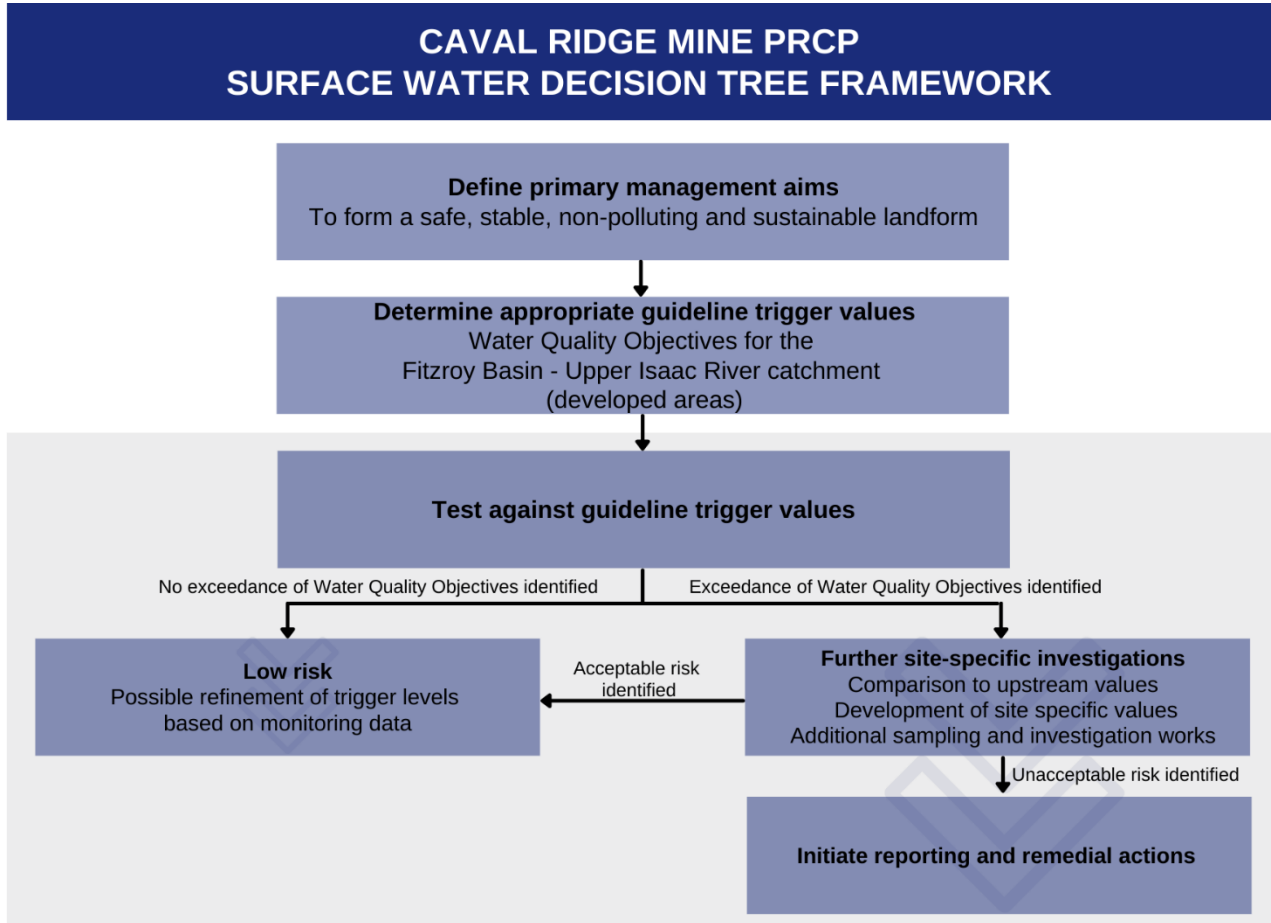 CAVAL RIDGE MINE PRCP
SURFACE WATER DECISION TREE FRAMEWORK
Define primary management aims
To form a safe, stable, non-polluting and sustainable landform
Determine appropriate guideline trigger values
Water Quality Objectives for the
Fitzroy Basin - Upper Isaac River catchment
(developed areas)
Test against guideline trigger values
No exceedance of Water Quality Objectives identified
Exceedance of Water Quality Objectives identified
Low risk
Possible refinement of trigger levels
based on monitoring data
Acceptable risk
identified
Further site-specific investigations
Comparison to upstream values
Development of site specific values
Additional sampling and investigation works
Unacceptable risk identified
Initiate reporting and remedial actions